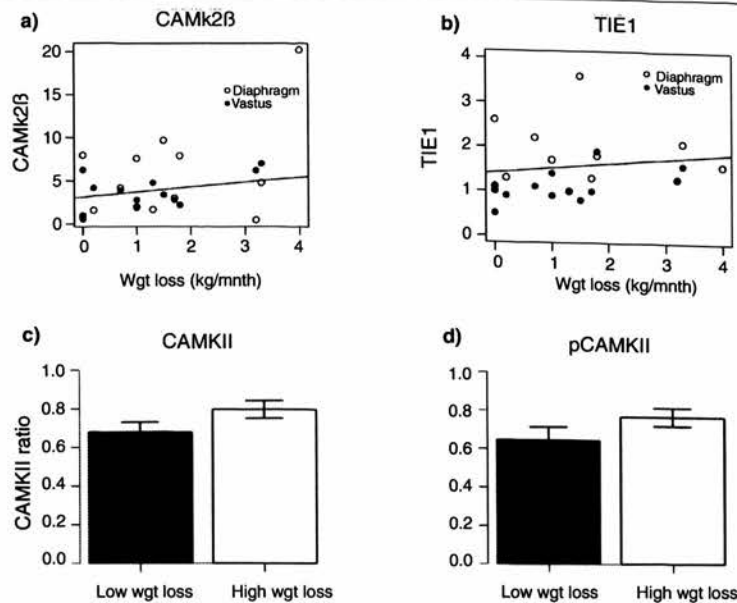 a)
CAMk2ß
CAMk2ß
20
15
10
5
0
Diaphragm
Vastus
0
1
2
3
4
Wgt loss (kg/mnth)
b)
TIE1
TIE1
4
3
2
1
0
Diaphragm
Vastus
0
1
2
3
4
Wgt loss (kg/mnth)
c)
CAMKII
CAMKII ratio
1.0
0.8
0.6
0.4
0.2
0.0
Low wgt loss
High wgt loss
d)
pCAMKII
1.0
0.8
0.6
0.4
0.2
0.0
Low wgt loss
High wgt loss